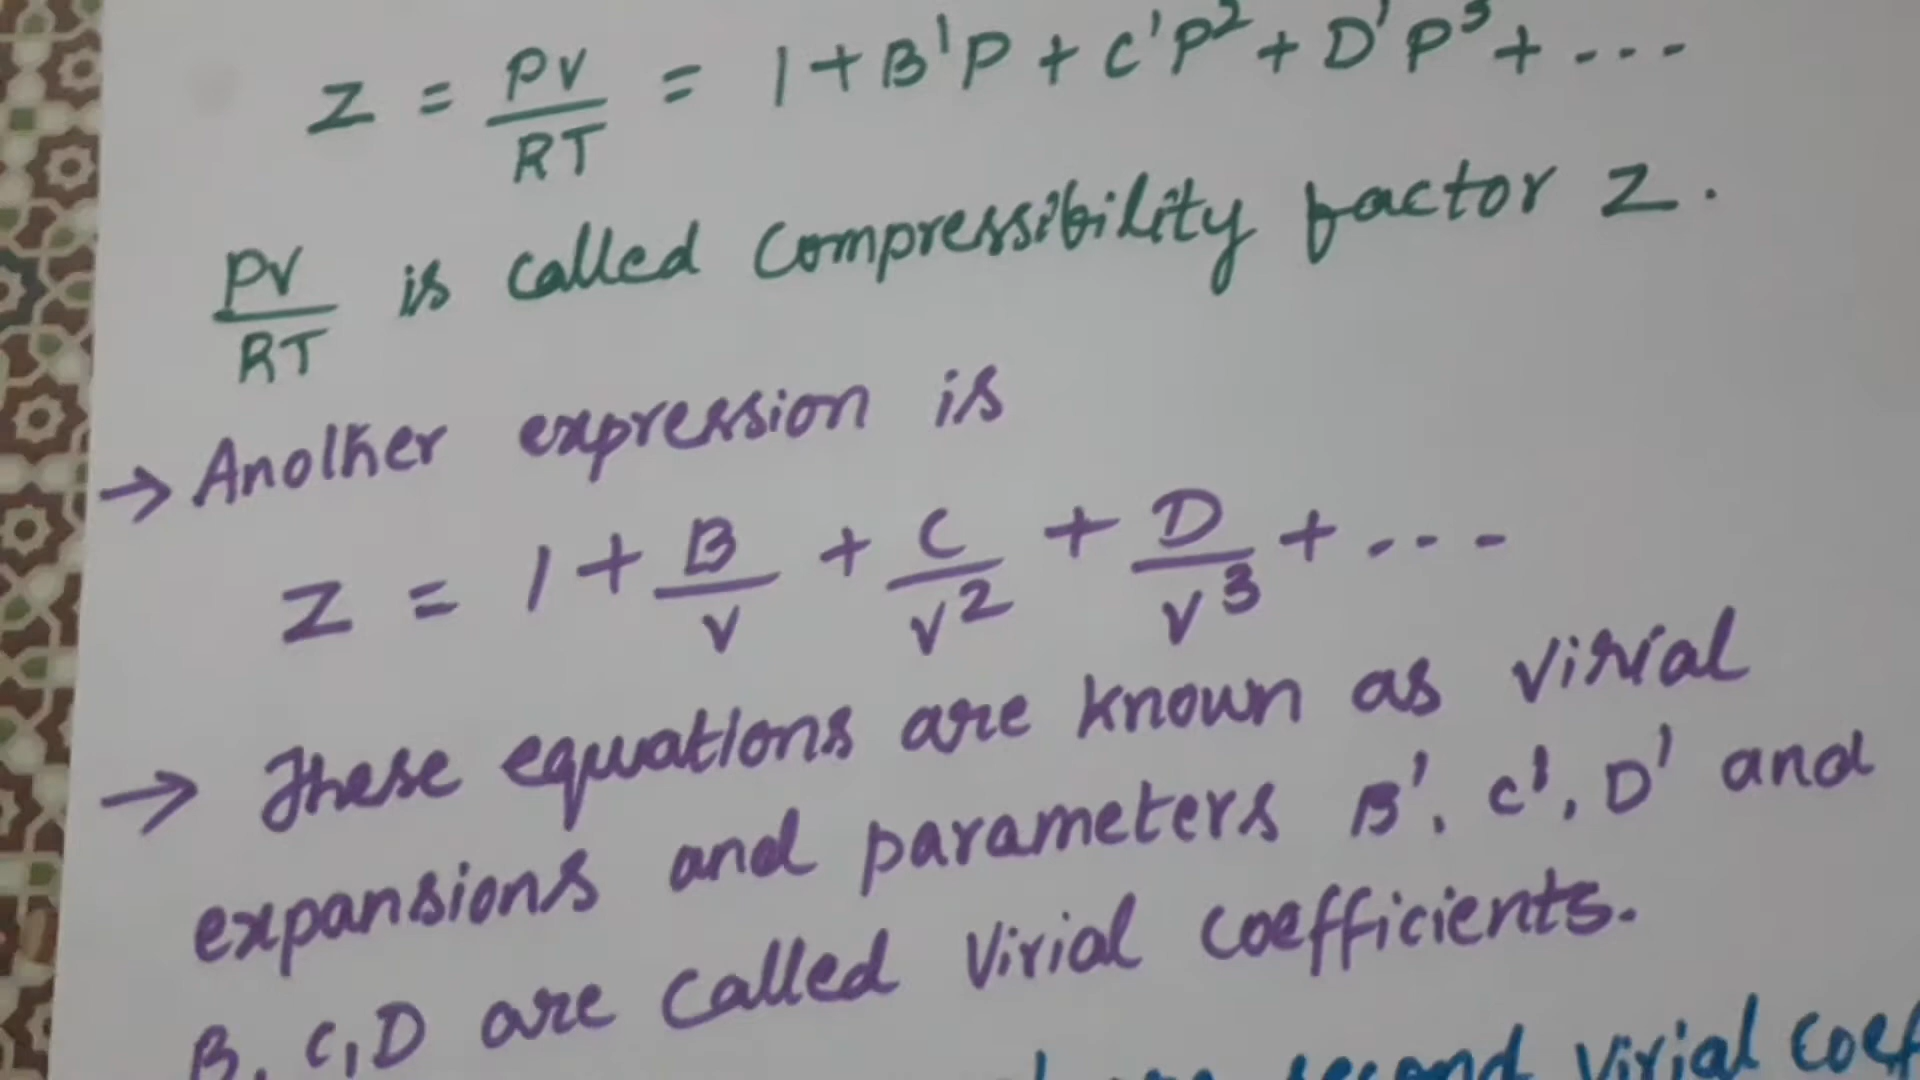 Z = PV/RT = 1 + B'P + C'P² + D'P³ + ...
PV/RT is called Compressibility factor Z.
→ Another expression is
Z = 1 + B/V + C/V² + D/V³ + ...
→ These equations are known as virial
expansions and parameters B', C', D' and
B, C, D are called Virial Coefficients.
second Virial